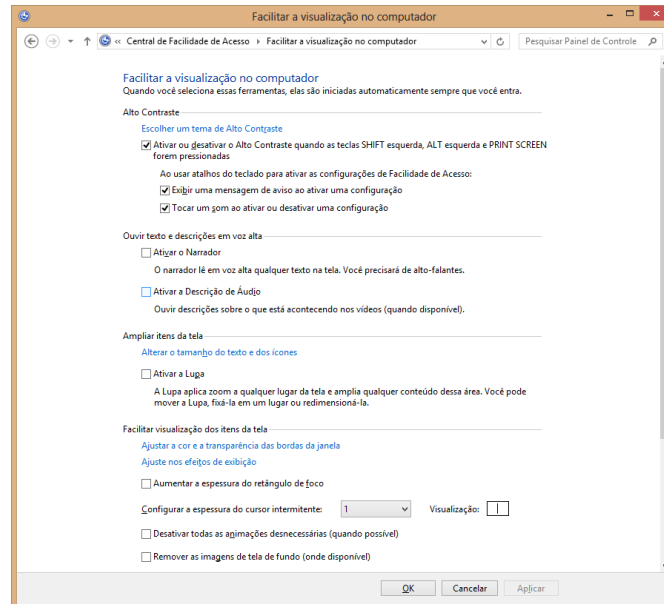 Facilitar a visualização no computador
« Central de Facilidade de Acesso ▸ Facilitar a visualização no computador
Pesquisar Painel de Controle
Facilitar a visualização no computador
Quando você seleciona essas ferramentas, elas são iniciadas automaticamente sempre que você entra.
Alto Contraste
Escolher um tema de Alto Contraste
Ativar ou desativar o Alto Contraste quando as teclas SHIFT esquerda, ALT esquerda e PRINT SCREEN
forem pressionadas
Ao usar atalhos do teclado para ativar as configurações de Facilidade de Acesso:
Exibir uma mensagem de aviso ao ativar uma configuração
Tocar um som ao ativar ou desativar uma configuração
Ouvir texto e descrições em voz alta
Ativar o Narrador
O narrador lê em voz alta qualquer texto na tela. Você precisará de alto-falantes.
Ativar a Descrição de Áudio
Ouvir descrições sobre o que está acontecendo nos vídeos (quando disponível).
Ampliar itens da tela
Alterar o tamanho do texto e dos ícones
Ativar a Lupa
A Lupa aplica zoom a qualquer lugar da tela e amplia qualquer conteúdo dessa área. Você pode
mover a Lupa, fixá-la em um lugar ou redimensioná-la.
Facilitar visualização dos itens da tela
Ajustar a cor e a transparência das bordas da janela
Ajuste nos efeitos de exibição
Aumentar a espessura do retângulo de foco
Configurar a espessura do cursor intermitente: 1 Visualização:
Desativar todas as animações desnecessárias (quando possível)
Remover as imagens de tela de fundo (onde disponível)
OK Cancelar Aplicar